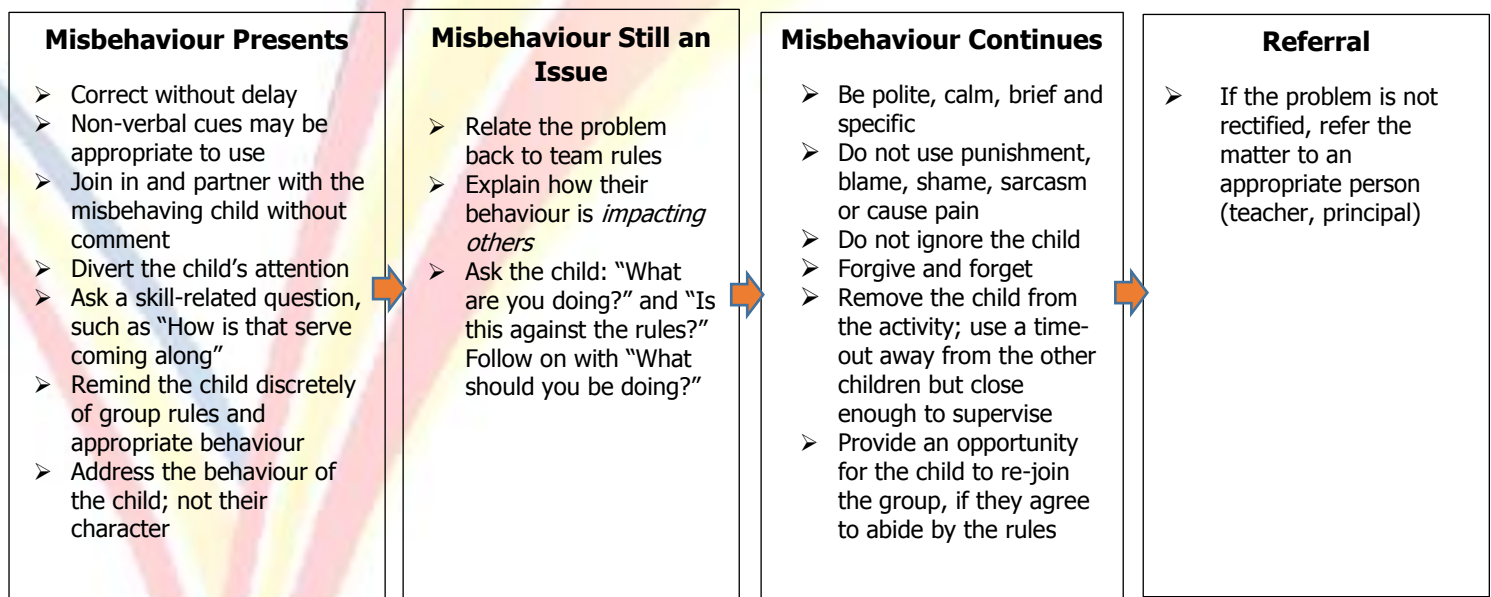 Misbehaviour Presents
➢ Correct without delay
➢ Non-verbal cues may be
appropriate to use
➢ Join in and partner with the
misbehaving child without
comment
➢ Divert the child’s attention
➢ Ask a skill-related question,
such as “How is that serve
coming along”
➢ Remind the child discretely
of group rules and
appropriate behaviour
➢ Address the behaviour of
the child; not their
character
Misbehaviour Still an
Issue
➢ Relate the problem
back to team rules
➢ Explain how their
behaviour is impacting
others
➢ Ask the child: “What
are you doing?” and “Is
this against the rules?”
Follow on with “What
should you be doing?”
Misbehaviour Continues
➢ Be polite, calm, brief and
specific
➢ Do not use punishment,
blame, shame, sarcasm
or cause pain
➢ Do not ignore the child
➢ Forgive and forget
➢ Remove the child from
the activity; use a time-
out away from the other
children but close
enough to supervise
➢ Provide an opportunity
for the child to re-join
the group, if they agree
to abide by the rules
Referral
➢ If the problem is not
rectified, refer the
matter to an
appropriate person
(teacher, principal)